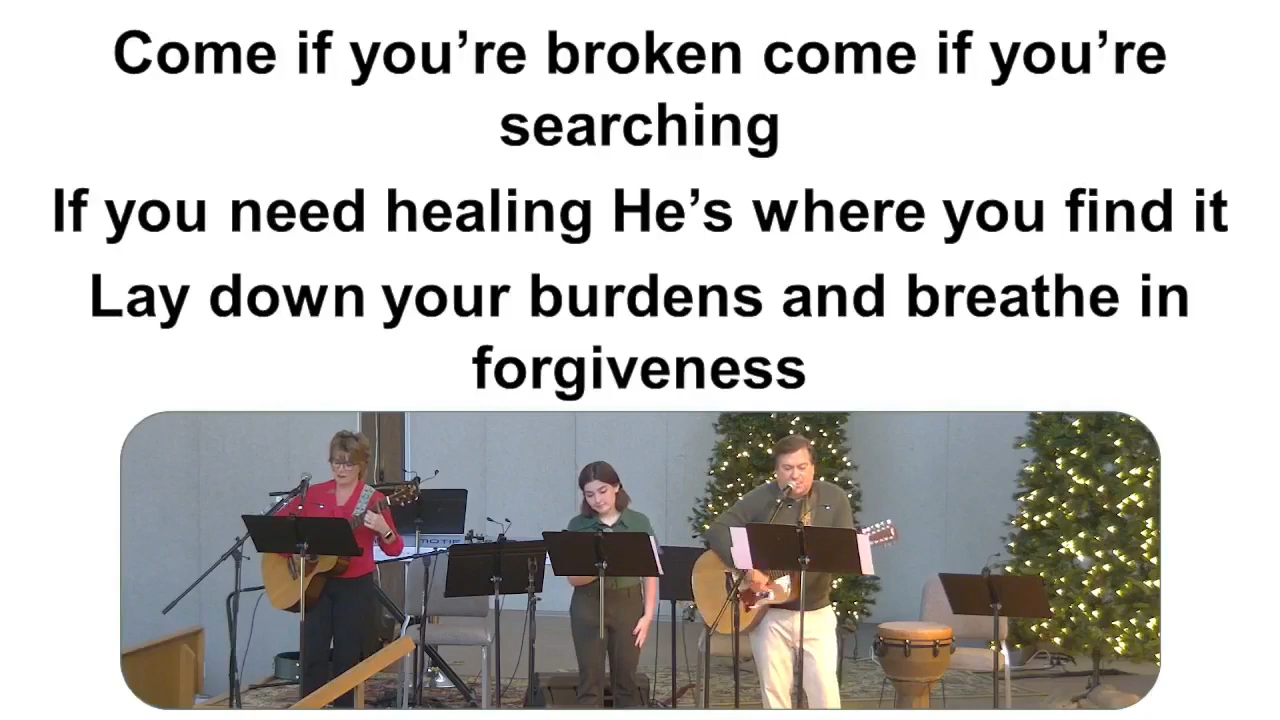 Come if you’re broken come if you’re
searching
If you need healing He’s where you find it
Lay down your burdens and breathe in
forgiveness
MOTIF